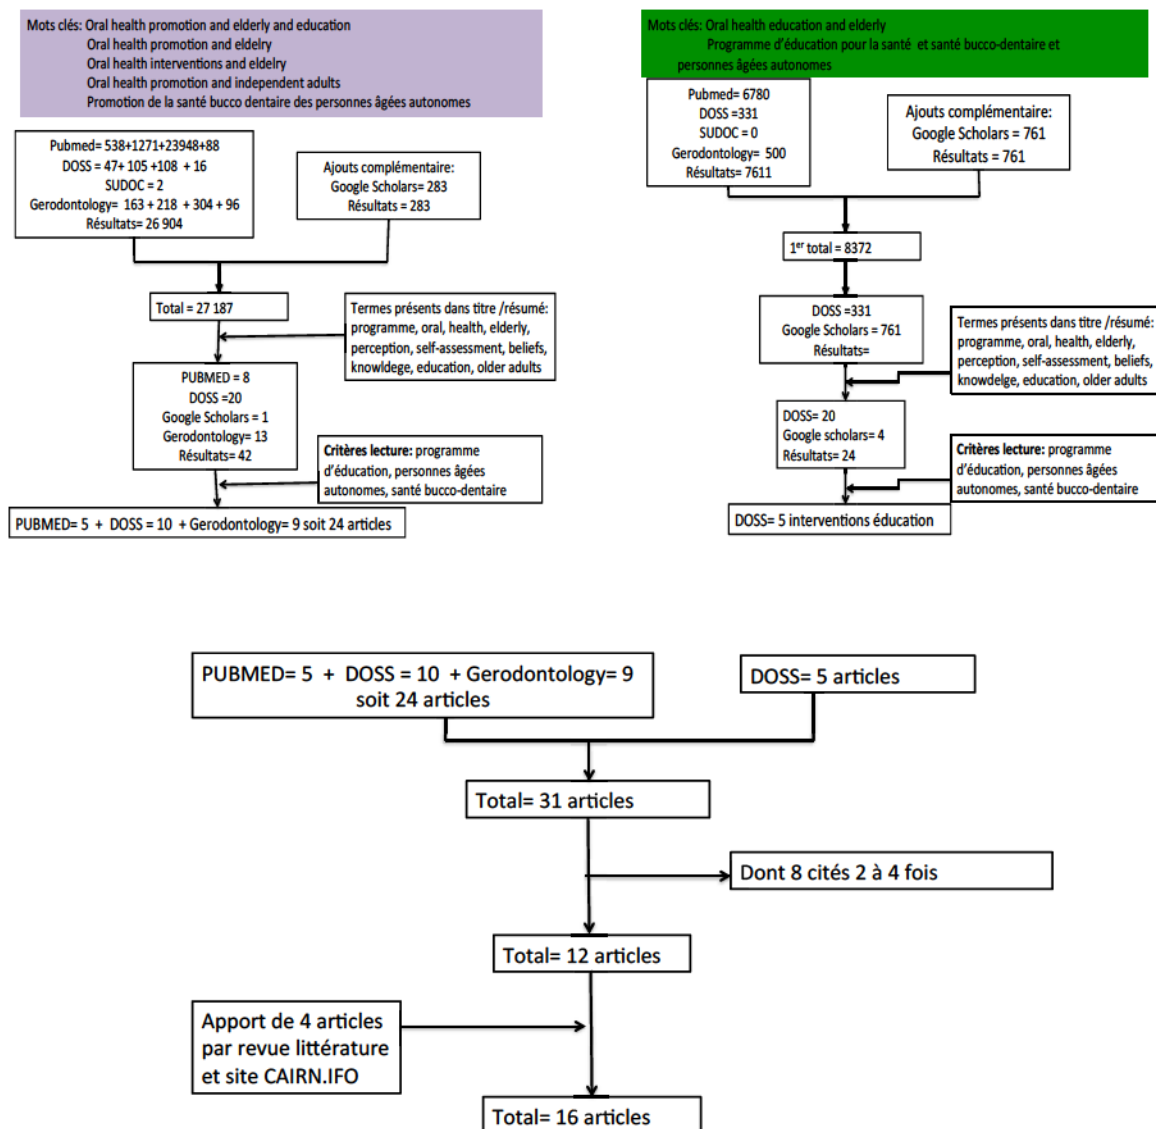 Mots clés: Oral health promotion and elderly and education
Oral health promotion and eldelry
Oral health interventions and eldelry
Oral health promotion and independent adults
Promotion de la santé bucco dentaire des personnes âgées autonomes
Pubmed= 538+1271+23948+88
DOSS = 47+ 105 +108 + 16
SUDOC = 2
Gerodontology= 163 + 218 + 304 + 96
Résultats= 26 904
Ajouts complémentaire:
Google Scholars= 283
Résultats = 283
Total = 27 187
Termes présents dans titre /résumé:
programme, oral, health, elderly,
perception, self-assessment, beliefs,
knowldege, education, older adults
PUBMED = 8
DOSS =20
Google Scholars = 1
Gerodontology= 13
Résultats= 42
Critères lecture: programme
d'éducation, personnes âgées
autonomes, santé bucco-dentaire
PUBMED= 5 + DOSS = 10 + Gerodontology= 9 soit 24 articles
Mots clés: Oral health education and elderly
Programme d'éducation pour la santé et santé bucco-dentaire et
personnes âgées autonomes
Pubmed= 6780
DOSS =331
SUDOC = 0
Gerodontology= 500
Résultats= 7611
Ajouts complémentaire:
Google Scholars = 761
Résultats = 761
1er total = 8372
DOSS =331
Google Scholars = 761
Résultats=
Termes présents dans titre /résumé:
programme, oral, health, elderly,
perception, self-assessment, beliefs,
knowdelge, education, older adults
DOSS= 20
Google scholars= 4
Résultats= 24
Critères lecture: programme
d'éducation, personnes âgées
autonomes, santé bucco-dentaire
DOSS= 5 interventions éducation
PUBMED= 5 + DOSS = 10 + Gerodontology= 9
soit 24 articles
DOSS= 5 articles
Total= 31 articles
Dont 8 cités 2 à 4 fois
Total= 12 articles
Apport de 4 articles
par revue littérature
et site CAIRN.IFO
Total= 16 articles